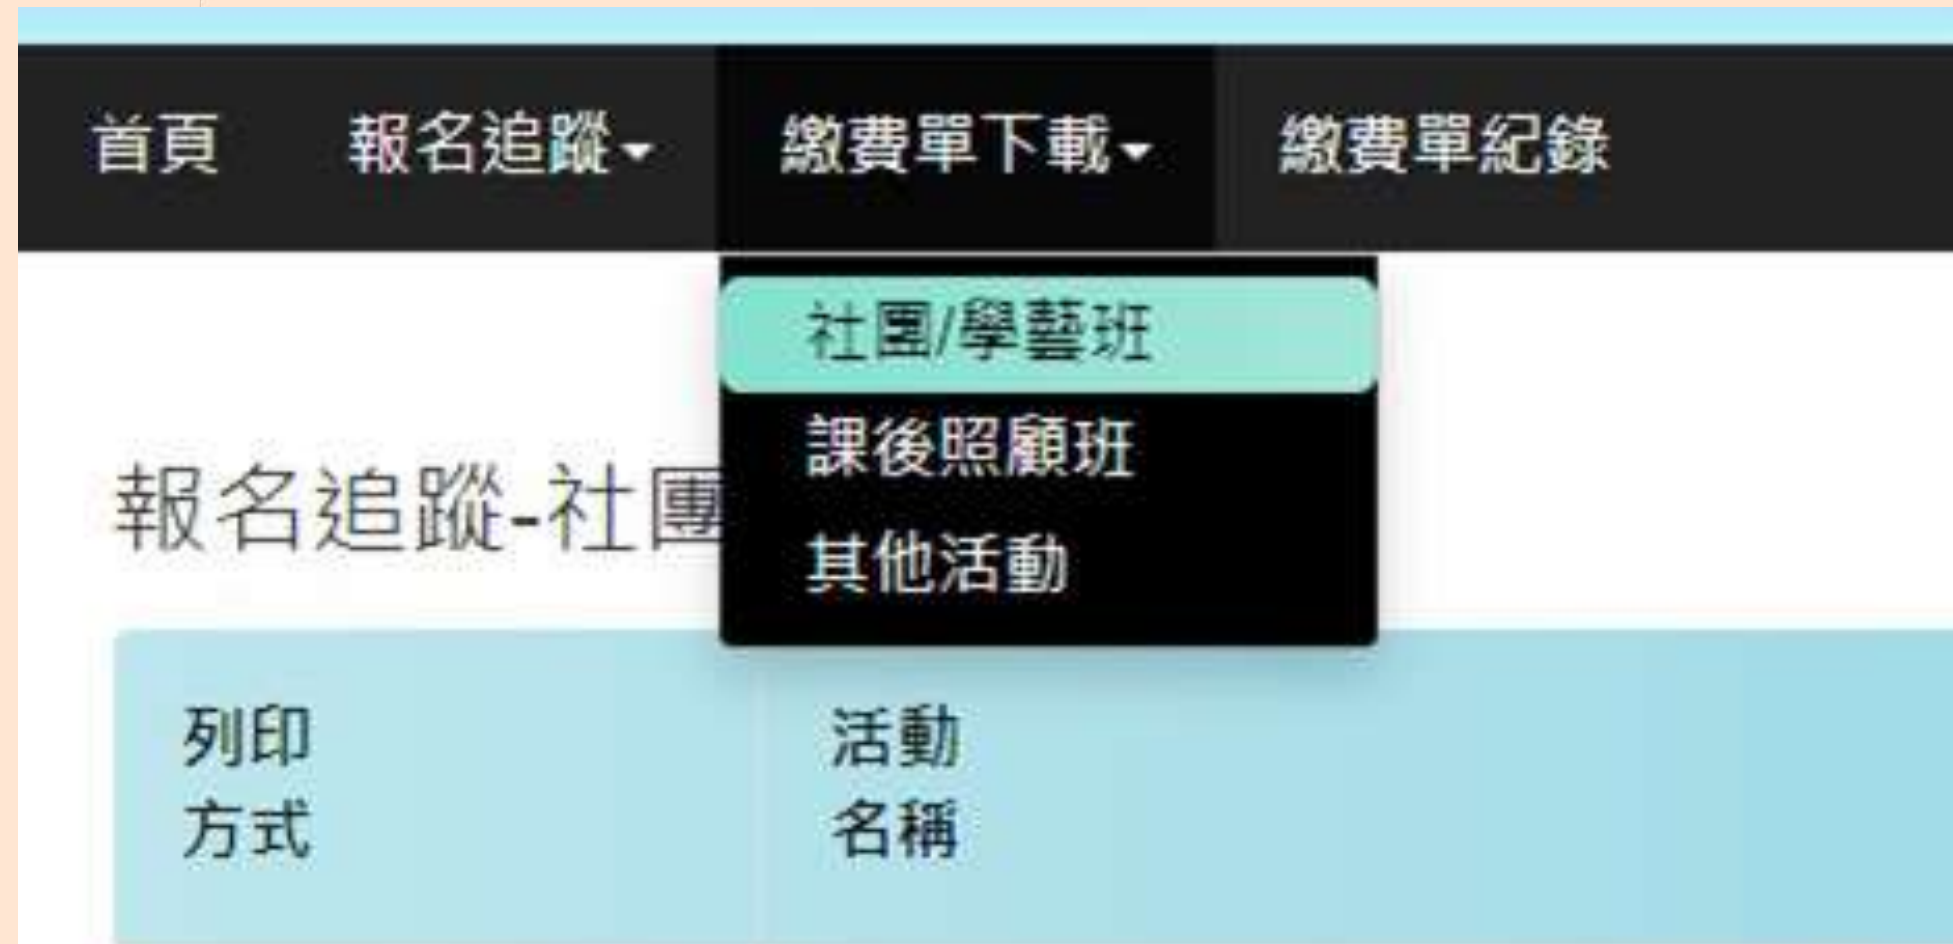 首頁 報名追蹤 繳費單下載 繳費單紀錄
社團/學藝班
課後照顧班
其他活動
報名追蹤-社團
列印
方式
活動
名稱